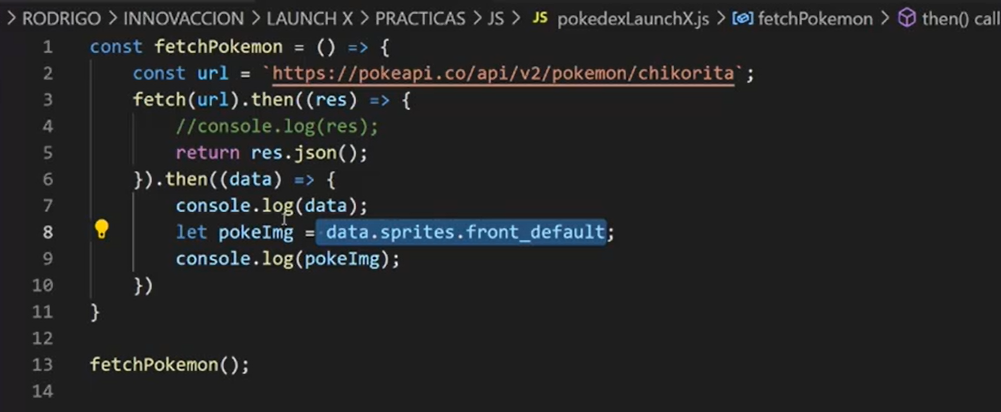 > RODRIGO > INNOVACCION > LAUNCH X > PRACTICAS > JS > JS pokedexLaunchX.js > fetchPokemon > then() call
1 const fetchPokemon = () => {
2 const url = `https://pokeapi.co/api/v2/pokemon/chikorita`;
3 fetch(url).then((res) => {
4 //console.log(res);
5 return res.json();
6 }).then((data) => {
7 console.log(data);
8 let pokeImg = data.sprites.front_default;
9 console.log(pokeImg);
10 })
11 }
12
13 fetchPokemon();
14